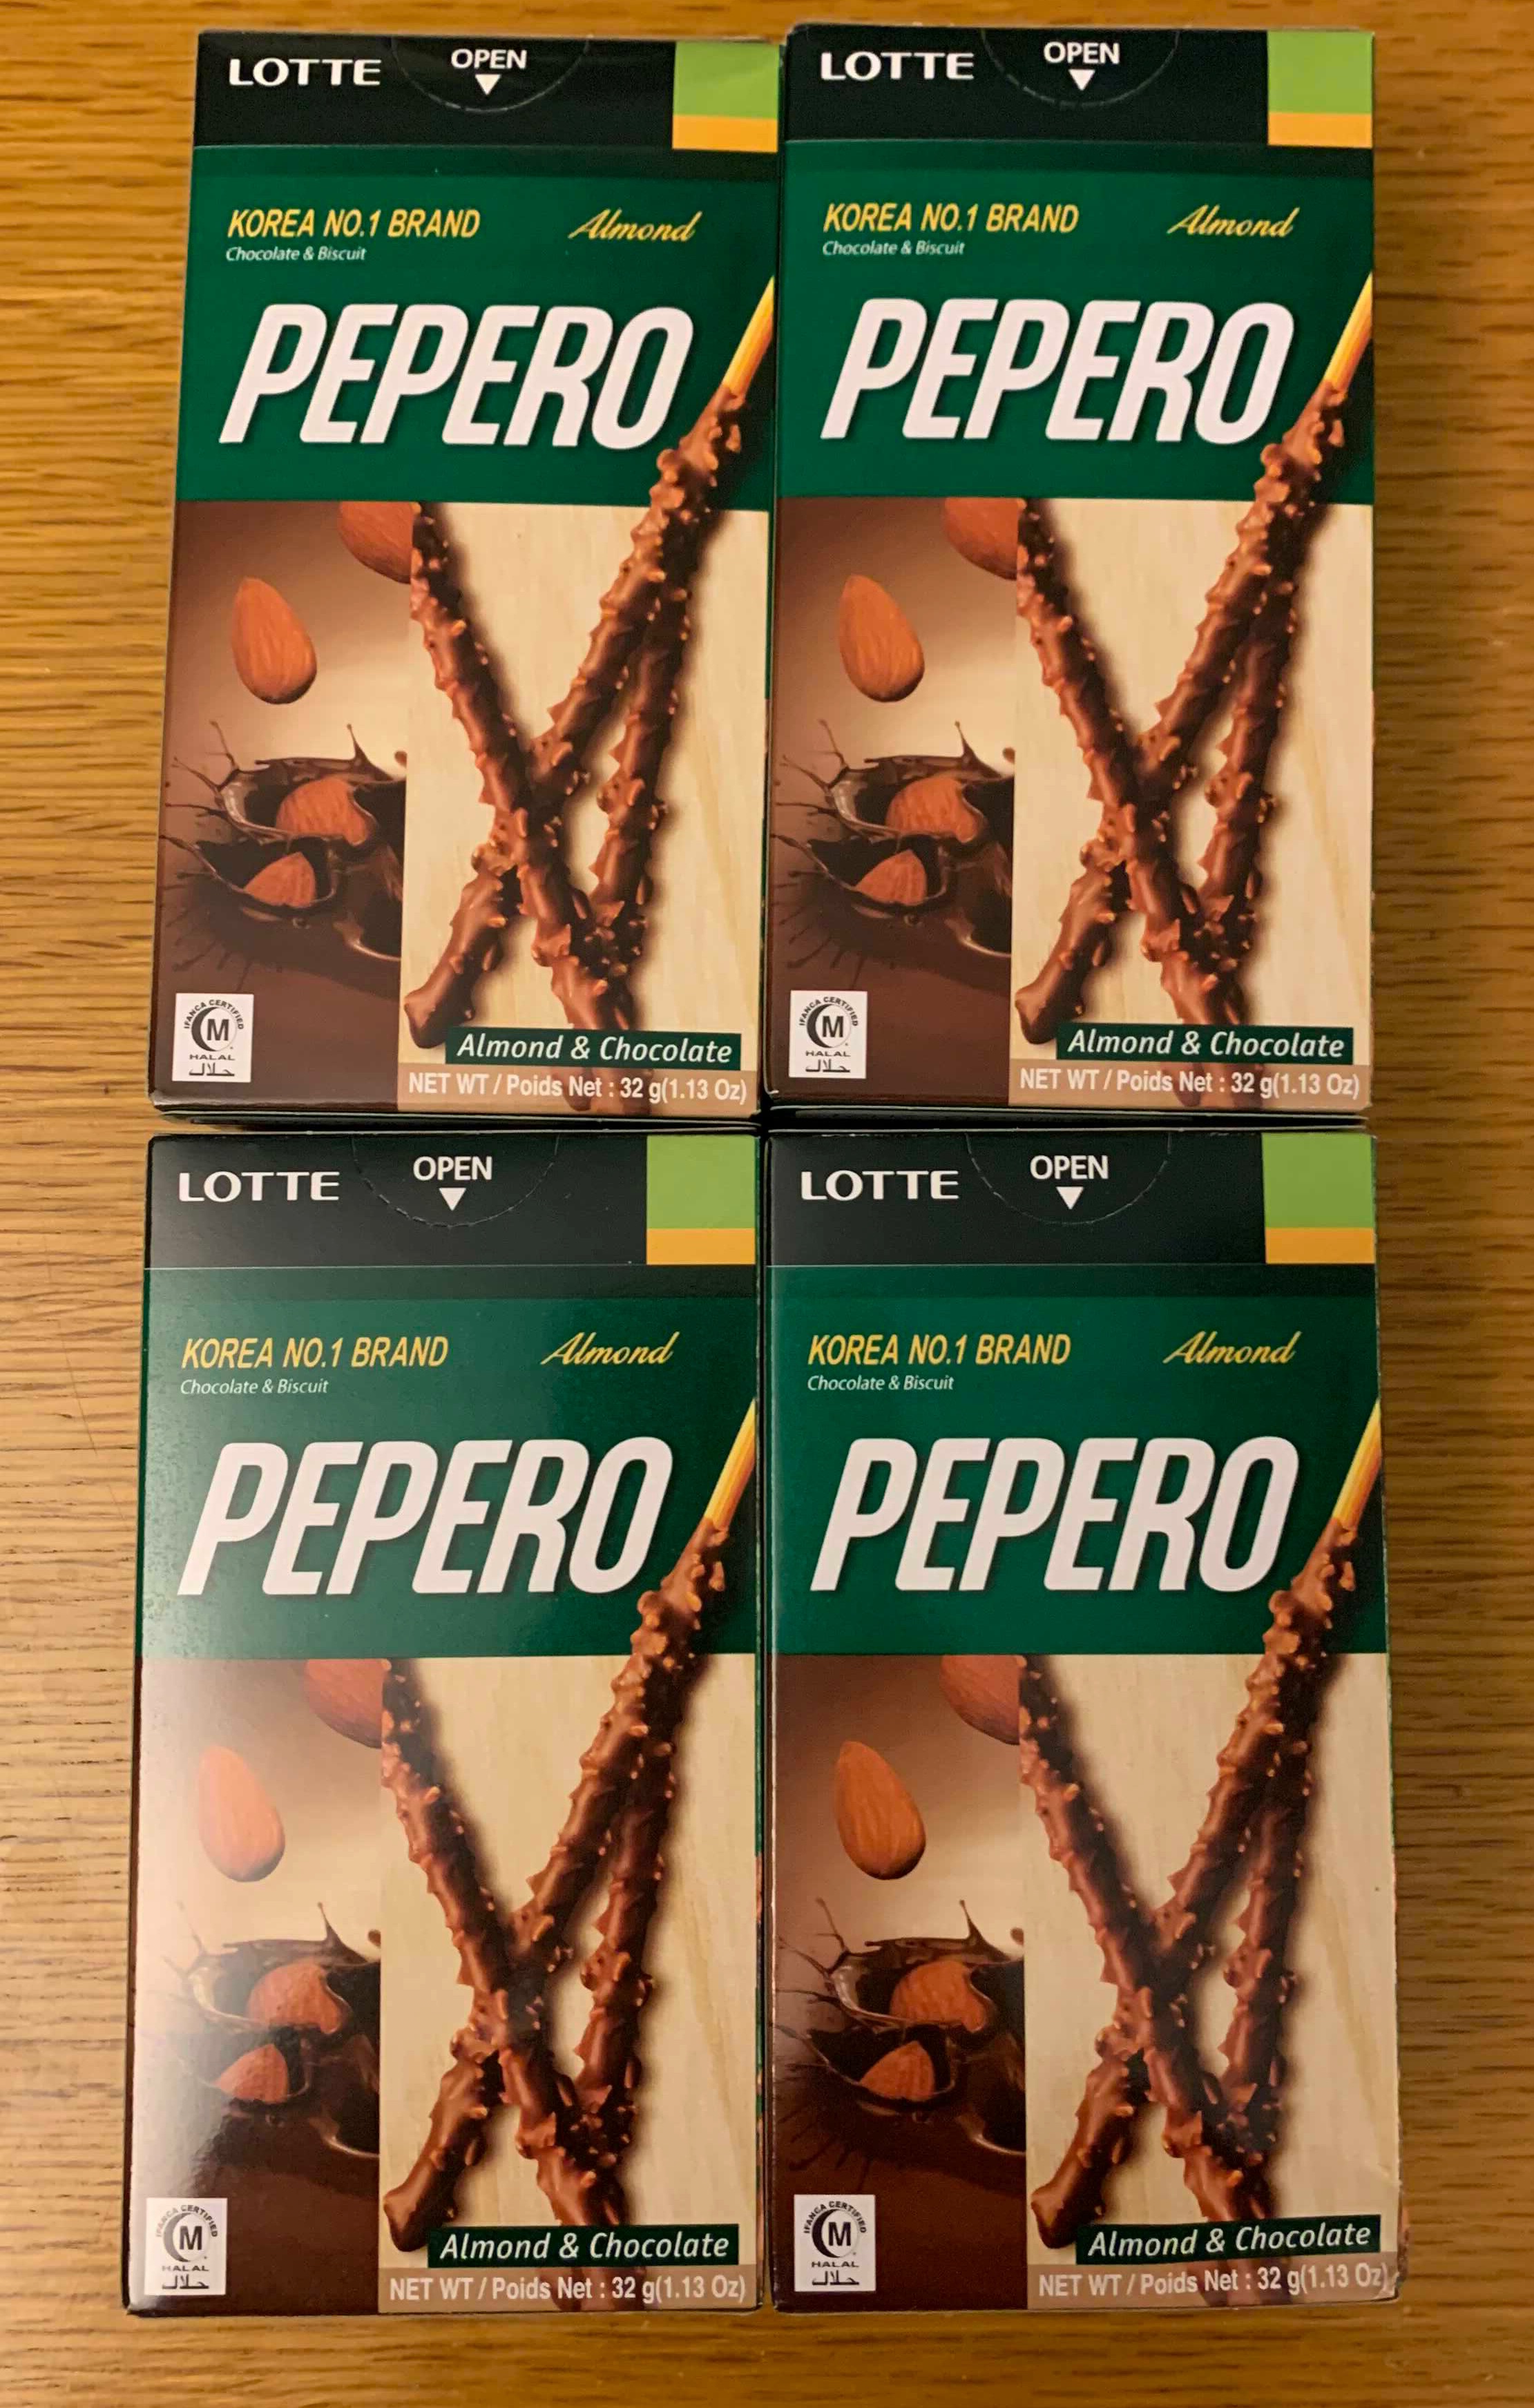 LOTTE OPEN
KOREA NO.1 BRAND Almond
Chocolate & Biscuit
PEPERO
IFANCA CERTIFIED
M
HALAL
حلال
Almond & Chocolate
NET WT / Poids Net : 32 g(1.13 Oz)
LOTTE OPEN
KOREA NO.1 BRAND Almond
Chocolate & Biscuit
PEPERO
IFANCA CERTIFIED
M
HALAL
حلال
Almond & Chocolate
NET WT / Poids Net : 32 g(1.13 Oz)
LOTTE OPEN
KOREA NO.1 BRAND Almond
Chocolate & Biscuit
PEPERO
IFANCA CERTIFIED
M
HALAL
حلال
Almond & Chocolate
NET WT / Poids Net : 32 g(1.13 Oz)
LOTTE OPEN
KOREA NO.1 BRAND Almond
Chocolate & Biscuit
PEPERO
IFANCA CERTIFIED
M
HALAL
حلال
Almond & Chocolate
NET WT / Poids Net : 32 g(1.13 Oz)